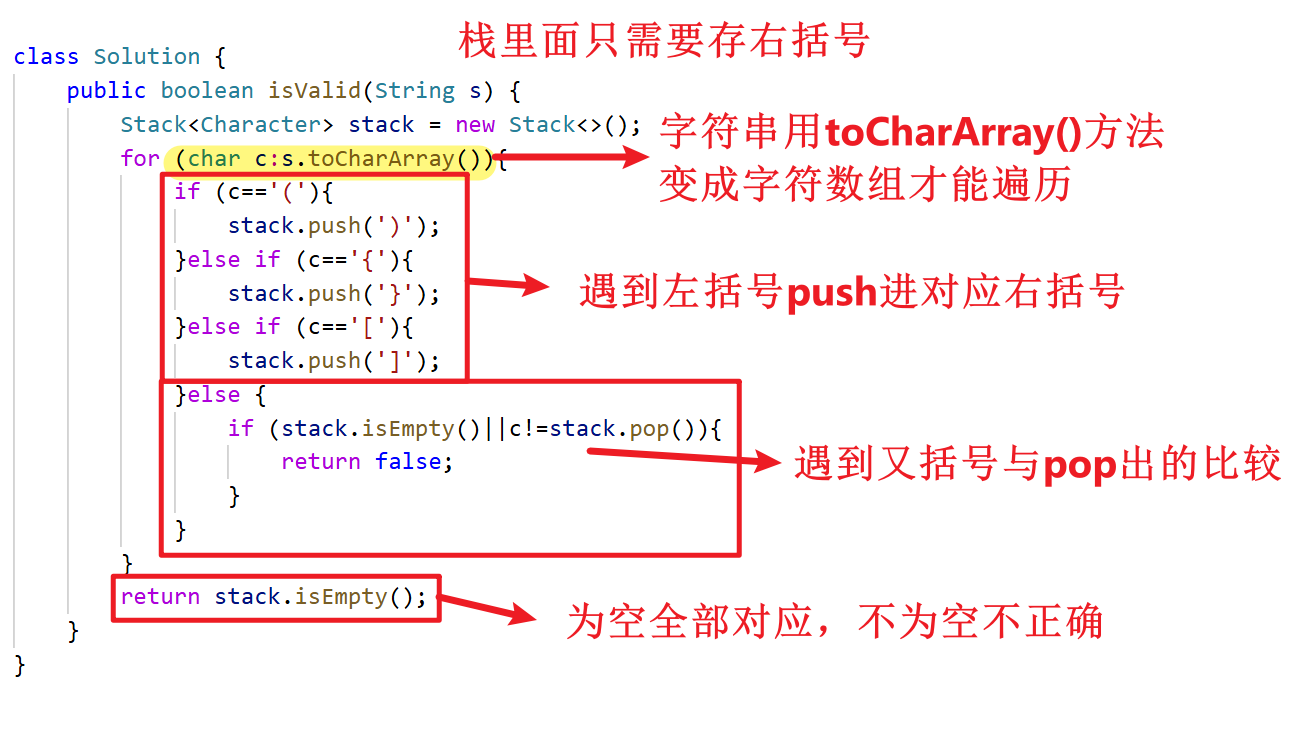 栈里面只需要存右括号
class Solution {
public boolean isValid(String s) {
Stack<Character> stack = new Stack<>();
字符串用toCharArray()方法
变成字符数组才能遍历
for (char c:s.toCharArray()){
if (c=='('){
stack.push(')');
}else if (c=='{'){
stack.push('}');
}else if (c=='['){
stack.push(']');
遇到左括号push进对应右括号
}else {
if (stack.isEmpty()||c!=stack.pop()){
return false;
}
}
遇到又括号与pop出的比较
}
return stack.isEmpty();
为空全部对应，不为空不正确
}
}